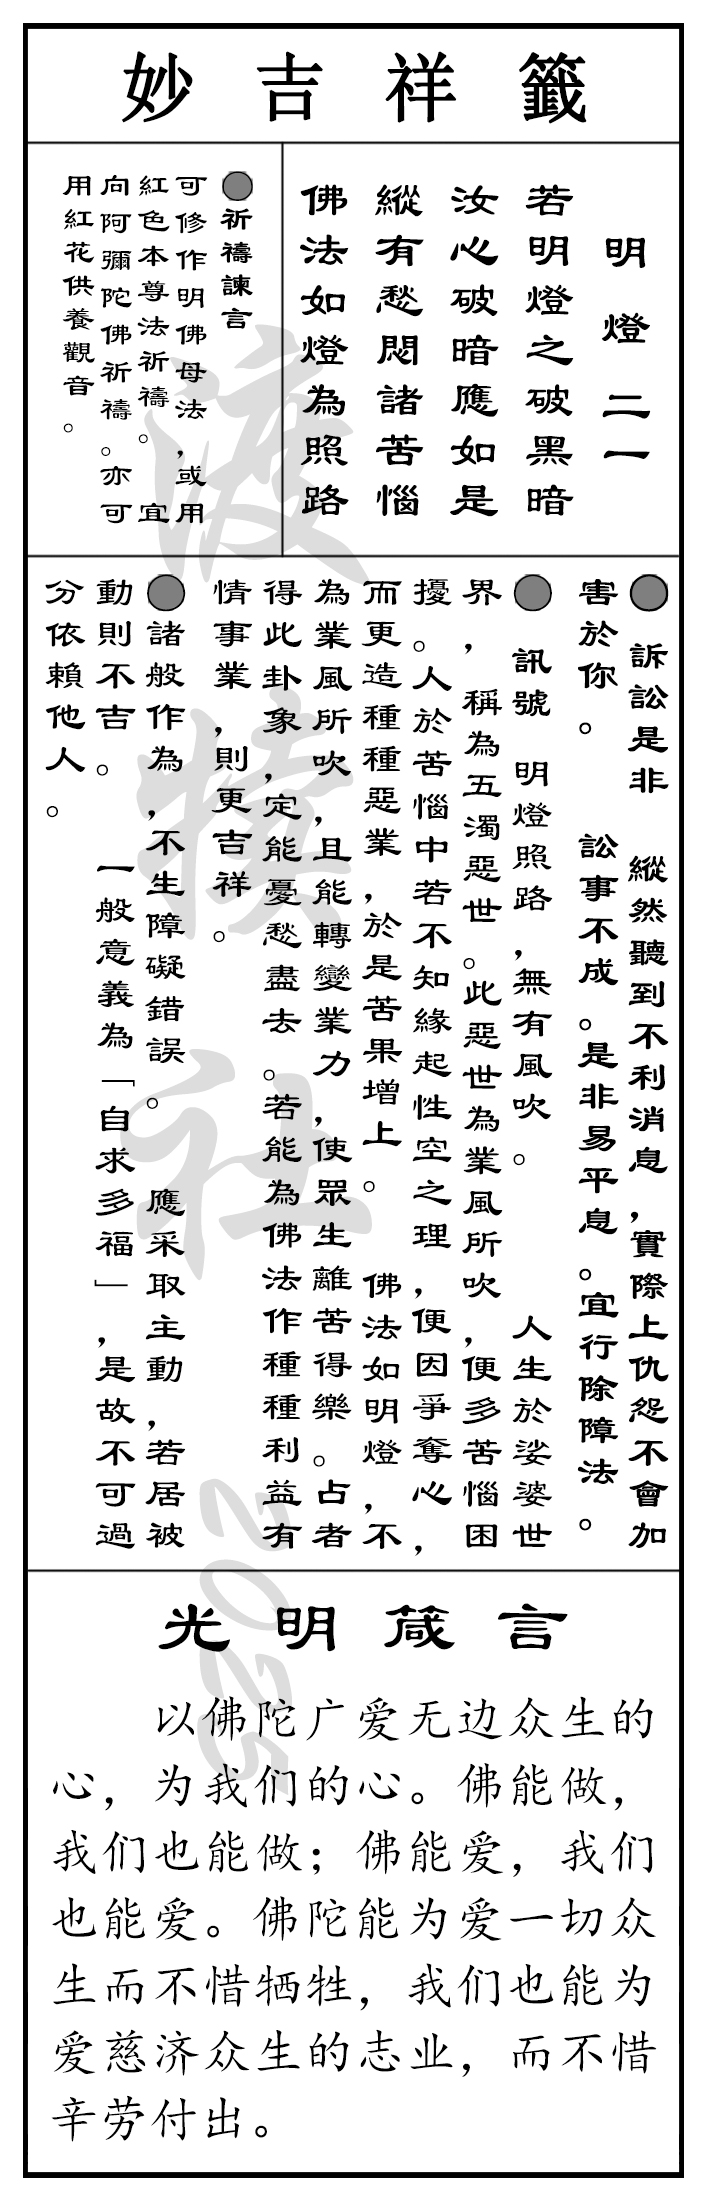 妙吉祥籤
明燈 二一
若明燈之破黑暗
汝心破暗應如是
縱有愁悶諸苦惱
佛法如燈為照路
●祈禱諫言
可修作明佛母法，或用
紅色本尊法祈禱。 宜
向阿彌陀佛祈禱。亦可
用紅花供養觀音。
● 訴訟是非 縱然聽到不利消息，實際上仇怨不會加
害於你。 訟事不成。是非易平息。宜行除障法。
● 訊號 明燈照路，無有風吹。 人生於娑婆世
界，稱為五濁惡世。此惡世為業風所吹，便多苦惱困
擾。人於苦惱中若不知緣起性空之理，便因爭奪心，
而更造種種惡業，於是苦果增上。 佛法如明燈，不
為業風所吹，且能轉變業力，使眾生離苦得樂。占者
得此卦象，定能憂愁盡去。若能為佛法作種種利益有
情事業，則更吉祥。
●諸般作為，不生障礙錯誤。 應采取主動，若居被
動則不吉。 一般意義為「自求多福」，是故不可過
分依賴他人。
渡犊社2025
光明箴言
以佛陀广爱无边众生的
心，为我们的心。佛能做，
我们也能做；佛能爱，我们
也能爱。佛陀能为爱一切众
生而不惜牺牲，我们也能为
爱慈济众生的志业，而不惜
辛劳付出。